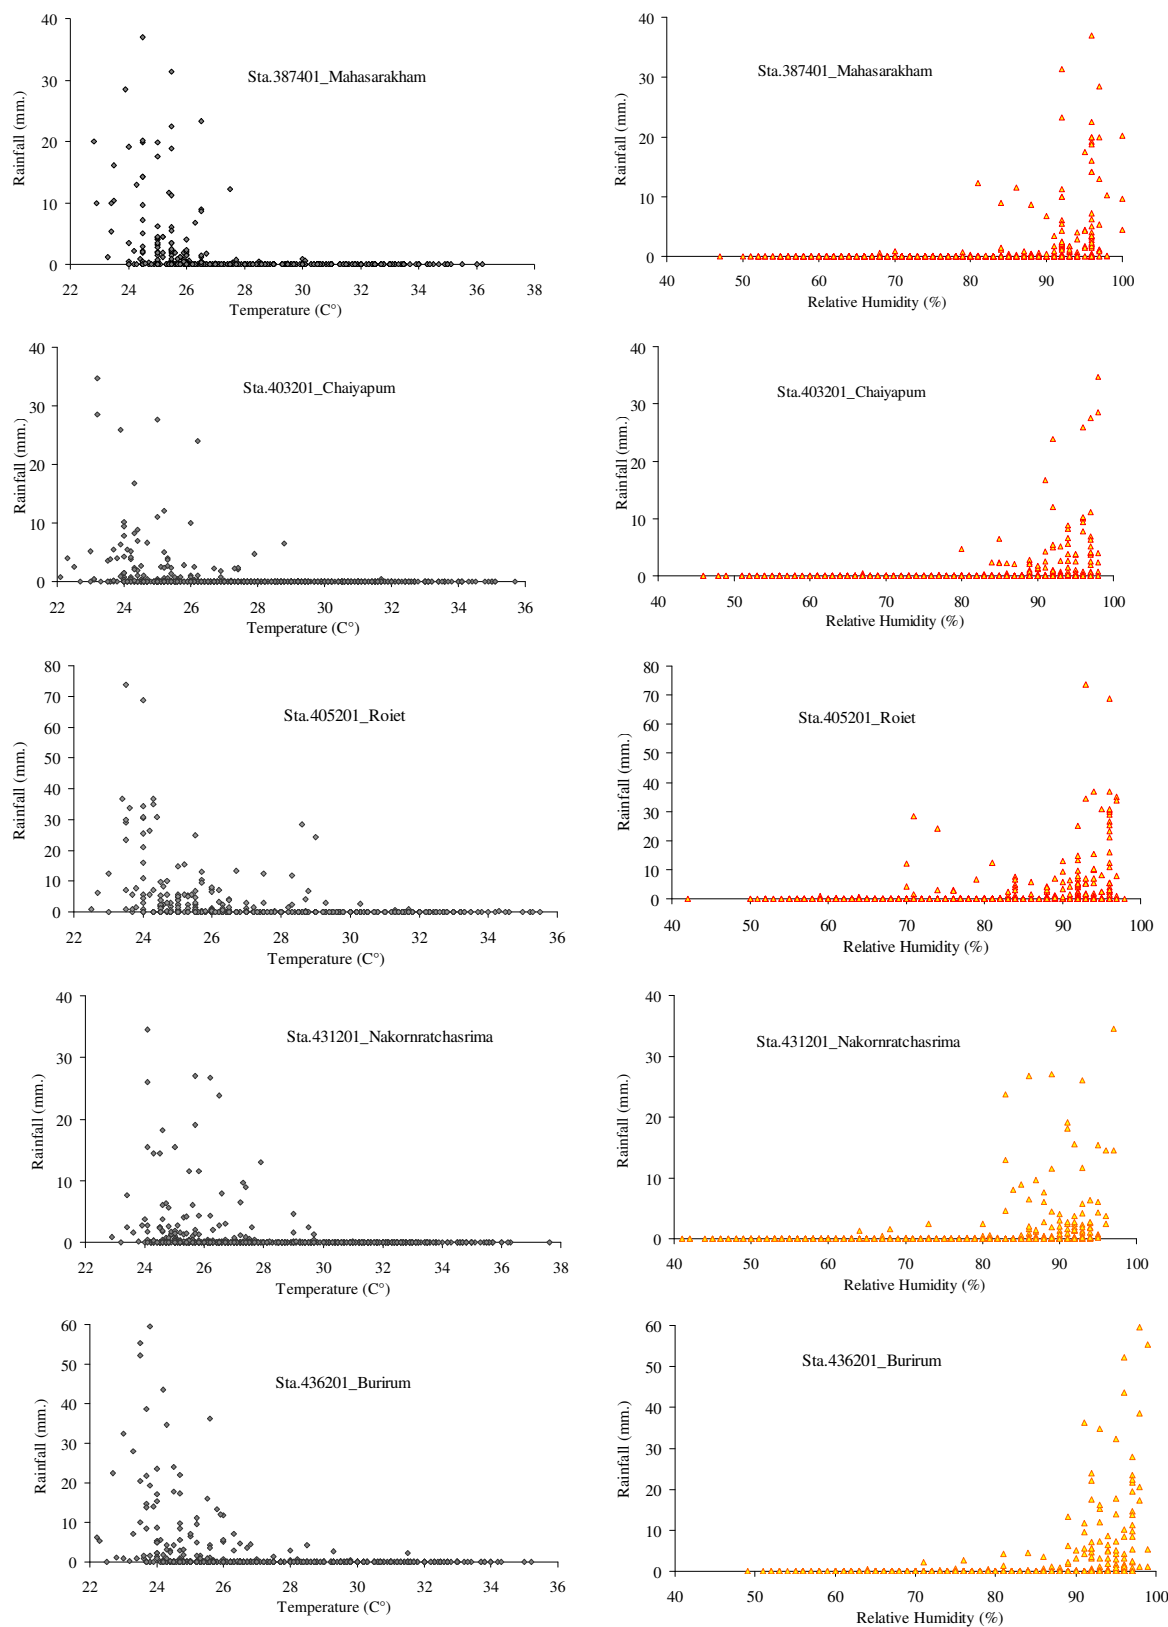 40
30
20
10
0
Rainfall (mm.)
Sta.387401_Mahasarakham
22 24 26 28 30 32 34 36 38
Temperature (C°)
40
30
20
10
0
Rainfall (mm.)
Sta.387401_Mahasarakham
40 50 60 70 80 90 100
Relative Humidity (%)
40
30
20
10
0
Rainfall (mm.)
Sta.403201_Chaiyapum
22 24 26 28 30 32 34 36
Temperature (C°)
40
30
20
10
0
Rainfall (mm.)
Sta.403201_Chaiyapum
40 50 60 70 80 90 100
Relative Humidity (%)
80
70
60
50
40
30
20
10
0
Rainfall (mm.)
Sta.405201_Roiet
22 24 26 28 30 32 34 36
Temperature (C°)
80
70
60
50
40
30
20
10
0
Rainfall (mm.)
Sta.405201_Roiet
40 50 60 70 80 90 100
Relative Humidity (%)
40
30
20
10
0
Rainfall (mm.)
Sta.431201_Nakornratchasrima
22 24 26 28 30 32 34 36 38
Temperature (C°)
40
30
20
10
0
Rainfall (mm.)
Sta.431201_Nakornratchasrima
40 50 60 70 80 90 100
Relative Humidity (%)
60
50
40
30
20
10
0
Rainfall (mm.)
Sta.436201_Burirum
22 24 26 28 30 32 34 36
Temperature (C°)
60
50
40
30
20
10
0
Rainfall (mm.)
Sta.436201_Burirum
40 50 60 70 80 90 100
Relative Humidity (%)